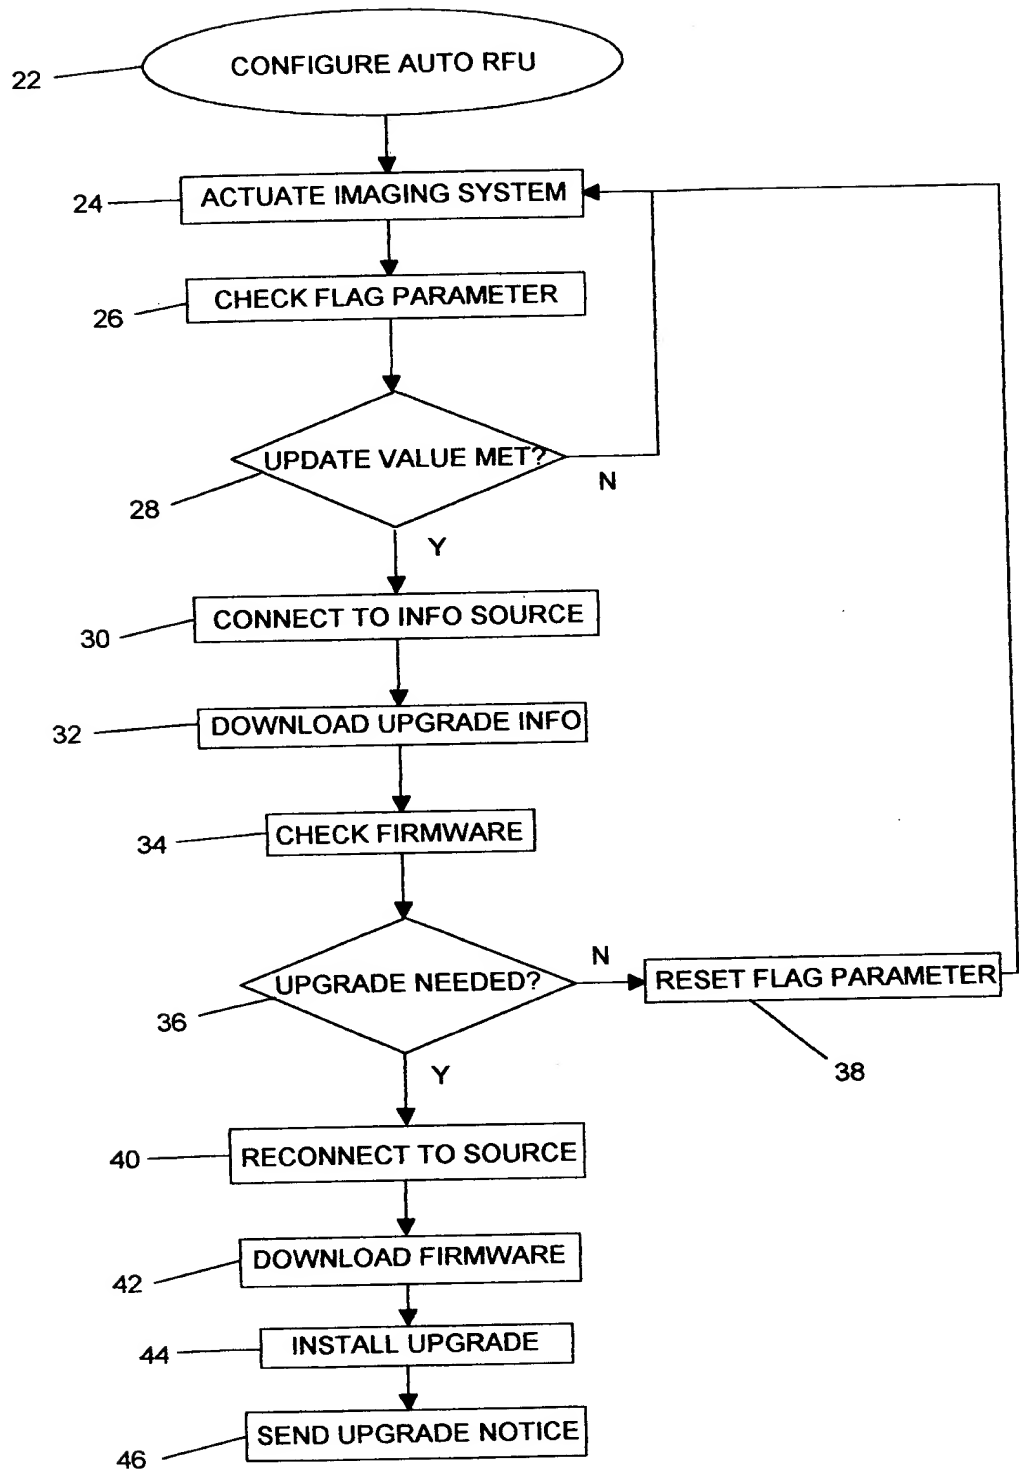 CONFIGURE AUTO RFU
22
ACTUATE IMAGING SYSTEM
24
CHECK FLAG PARAMETER
26
UPDATE VALUE MET?
N
28
Y
CONNECT TO INFO SOURCE
30
DOWNLOAD UPGRADE INFO
32
CHECK FIRMWARE
34
N
UPGRADE NEEDED?
RESET FLAG PARAMETER
36
38
Y
RECONNECT TO SOURCE
40
DOWNLOAD FIRMWARE
42
INSTALL UPGRADE
44
SEND UPGRADE NOTICE
46